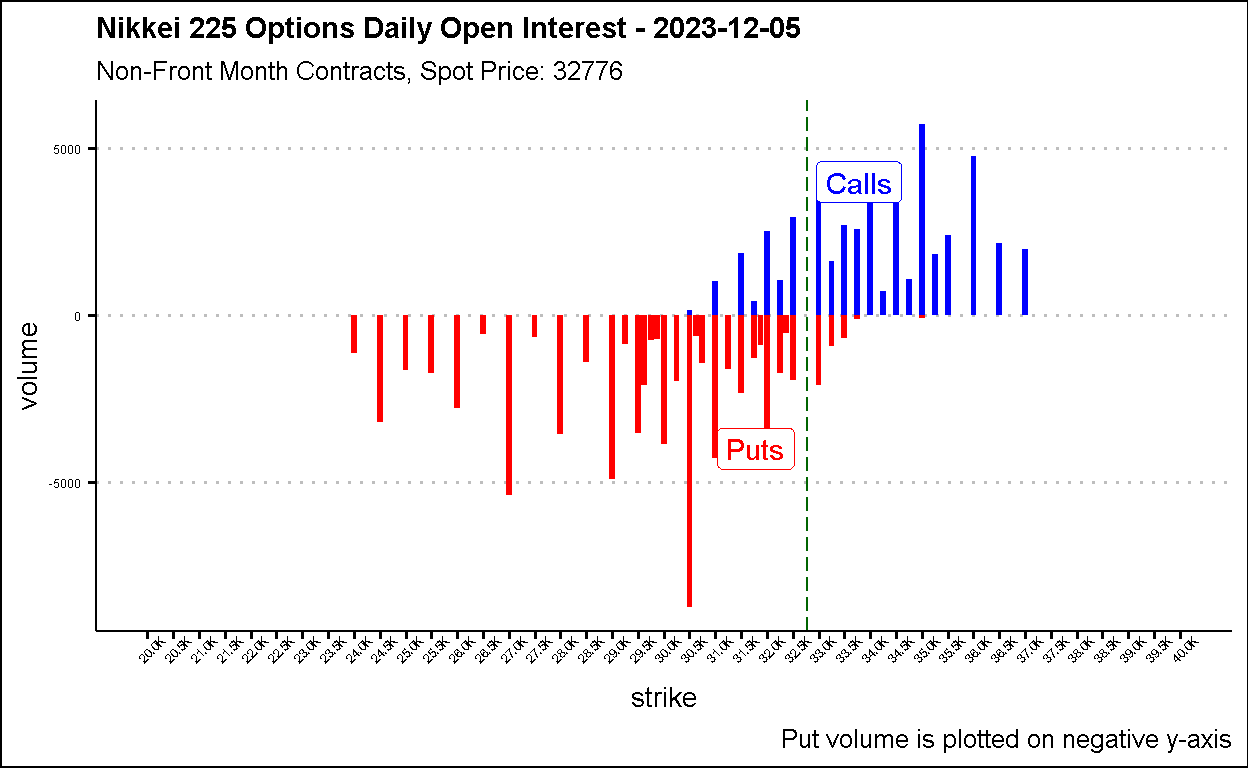 Nikkei 225 Options Daily Open Interest - 2023-12-05
Non-Front Month Contracts, Spot Price: 32776
5000
Calls
0
volume
Puts
-5000
20.0K 20.5K 21.0K 21.5K 22.0K 22.5K 23.0K 23.5K 24.0K 24.5K 25.0K 25.5K 26.0K 26.5K 27.0K 27.5K 28.0K 28.5K 29.0K 29.5K 30.0K 30.5K 31.0K 31.5K 32.0K 32.5K 33.0K 33.5K 34.0K 34.5K 35.0K 35.5K 36.0K 36.5K 37.0K 37.5K 38.0K 38.5K 39.0K 39.5K 40.0K
strike
Put volume is plotted on negative y-axis